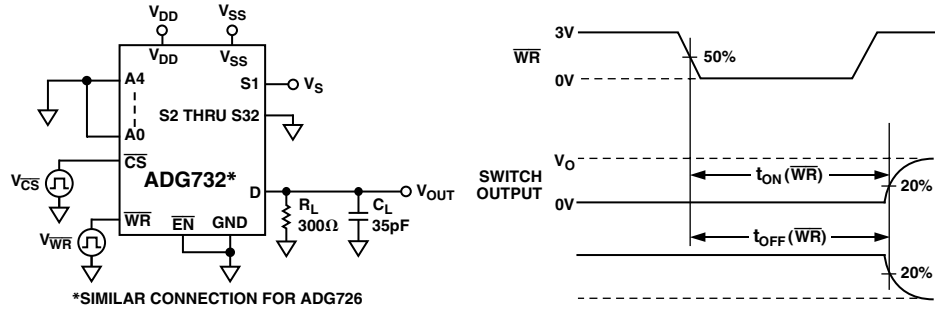 VDD VSS
VDD VSS
A4
S1 VS
S2 THRU S32
A0
CS
VCS
ADG732*
D VOUT
RL
300Ω
CL
35pF
WR
EN GND
VWR
*SIMILAR CONNECTION FOR ADG726
3V
WR 50%
0V
VO
SWITCH
OUTPUT
tON (WR)
20%
0V
tOFF (WR)
20%